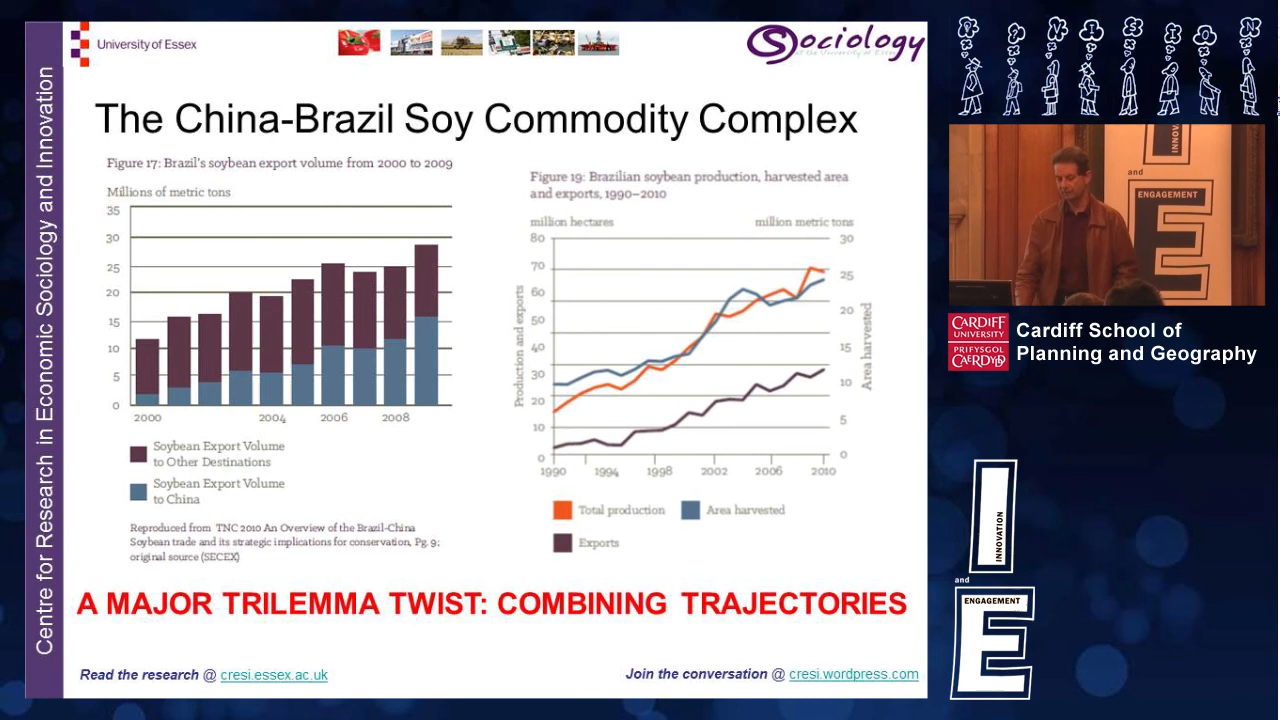 Centre for Research in Economic Sociology and Innovation
University of Essex
Sociology
at the University of Essex
The China-Brazil Soy Commodity Complex
Figure 17: Brazil's soybean export volume from 2000 to 2009
Millions of metric tons
35
30
25
20
15
10
5
0
2000
2004
2006
2008
Soybean Export Volume
to Other Destinations
Soybean Export Volume
to China
Reproduced from TNC 2010 An Overview of the Brazil-China
Soybean trade and its strategic implications for conservation, Pg. 9;
original source (SECEX)
Figure 19: Brazilian soybean production, harvested area
and exports, 1990–2010
million hectares
million metric tons
80
70
60
50
40
30
20
10
0
Production and exports
30
25
20
15
10
5
0
Area harvested
1990
1994
1998
2002
2006
2010
Total production
Area harvested
Exports
A MAJOR TRILEMMA TWIST: COMBINING TRAJECTORIES
Read the research @ cresi.essex.ac.uk
Join the conversation @ cresi.wordpress.com
INNOV
and
ENGAGEMENT
E
CARDIFF
UNIVERSITY
PRIFYSGOL
CAERDYDD
Cardiff School of
Planning and Geography
I
INNOVATION
and
ENGAGEMENT
E